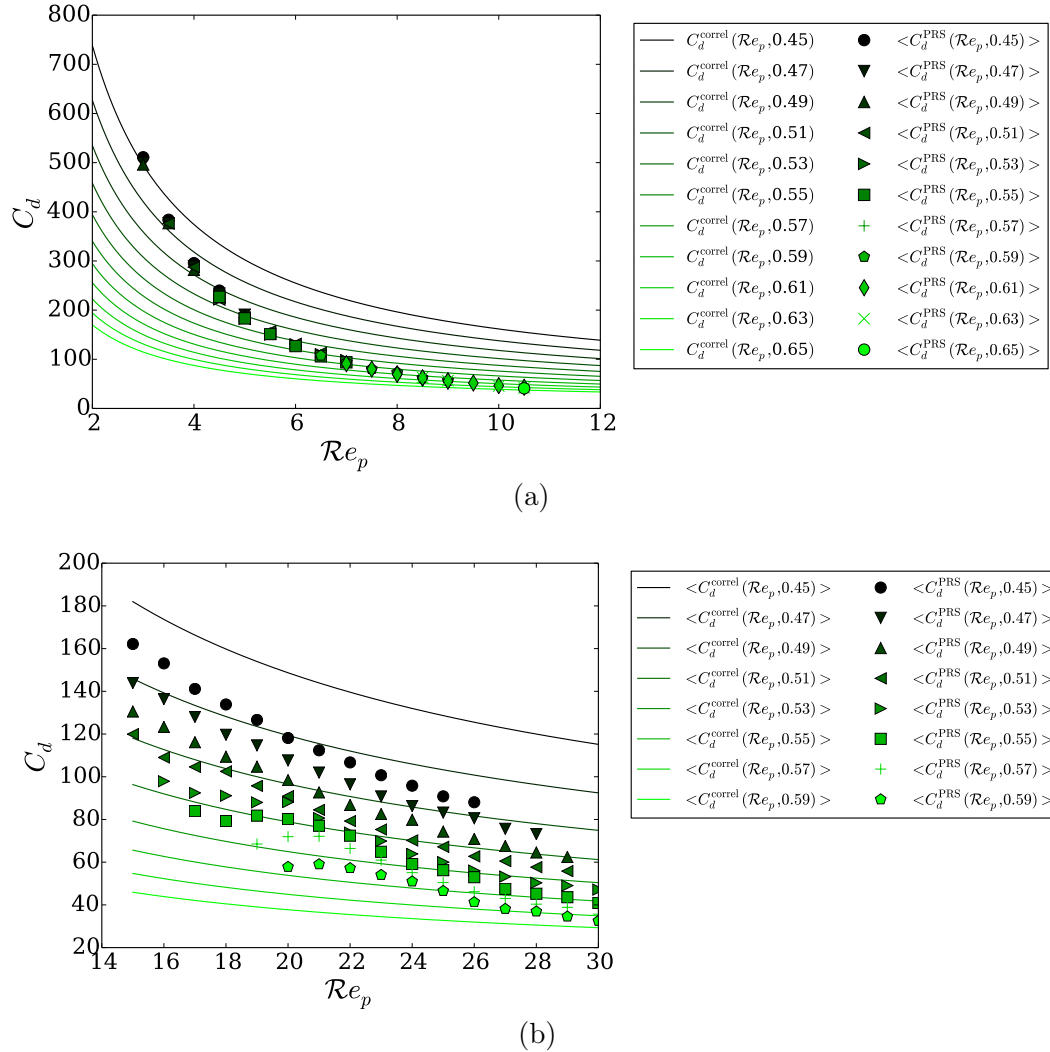 800
700
600
500
400
300
200
100
0
C_d
2 4 6 8 10 12
ℛe_p
C_d^correl(ℛe_p,0.45) <C_d^PRS(ℛe_p,0.45)>
C_d^correl(ℛe_p,0.47) <C_d^PRS(ℛe_p,0.47)>
C_d^correl(ℛe_p,0.49) <C_d^PRS(ℛe_p,0.49)>
C_d^correl(ℛe_p,0.51) <C_d^PRS(ℛe_p,0.51)>
C_d^correl(ℛe_p,0.53) <C_d^PRS(ℛe_p,0.53)>
C_d^correl(ℛe_p,0.55) <C_d^PRS(ℛe_p,0.55)>
C_d^correl(ℛe_p,0.57) <C_d^PRS(ℛe_p,0.57)>
C_d^correl(ℛe_p,0.59) <C_d^PRS(ℛe_p,0.59)>
C_d^correl(ℛe_p,0.61) <C_d^PRS(ℛe_p,0.61)>
C_d^correl(ℛe_p,0.63) <C_d^PRS(ℛe_p,0.63)>
C_d^correl(ℛe_p,0.65) <C_d^PRS(ℛe_p,0.65)>
(a)
200
180
160
140
120
100
80
60
40
20
C_d
14 16 18 20 22 24 26 28 30
ℛe_p
<C_d^correl(ℛe_p,0.45)> <C_d^PRS(ℛe_p,0.45)>
<C_d^correl(ℛe_p,0.47)> <C_d^PRS(ℛe_p,0.47)>
<C_d^correl(ℛe_p,0.49)> <C_d^PRS(ℛe_p,0.49)>
<C_d^correl(ℛe_p,0.51)> <C_d^PRS(ℛe_p,0.51)>
<C_d^correl(ℛe_p,0.53)> <C_d^PRS(ℛe_p,0.53)>
<C_d^correl(ℛe_p,0.55)> <C_d^PRS(ℛe_p,0.55)>
<C_d^correl(ℛe_p,0.57)> <C_d^PRS(ℛe_p,0.57)>
<C_d^correl(ℛe_p,0.59)> <C_d^PRS(ℛe_p,0.59)>
(b)